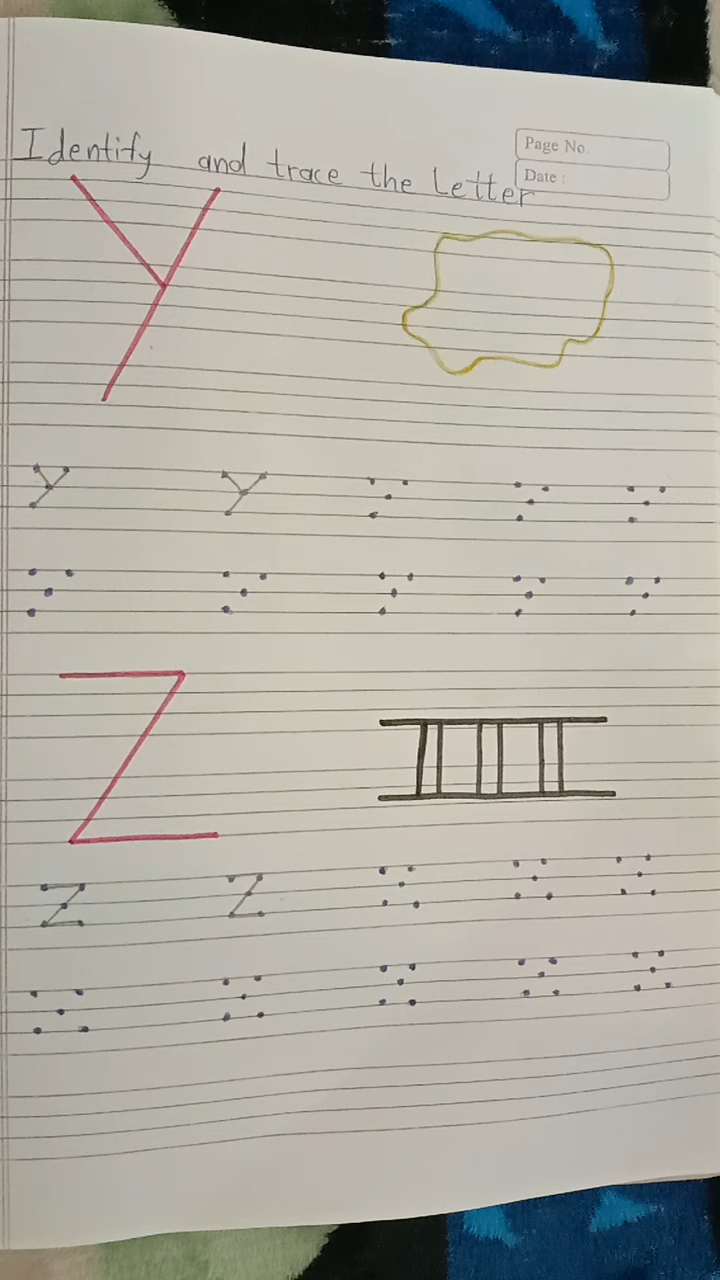 Page No.
Date :
Identify and trace the letter
y
y y
Z
Z Z